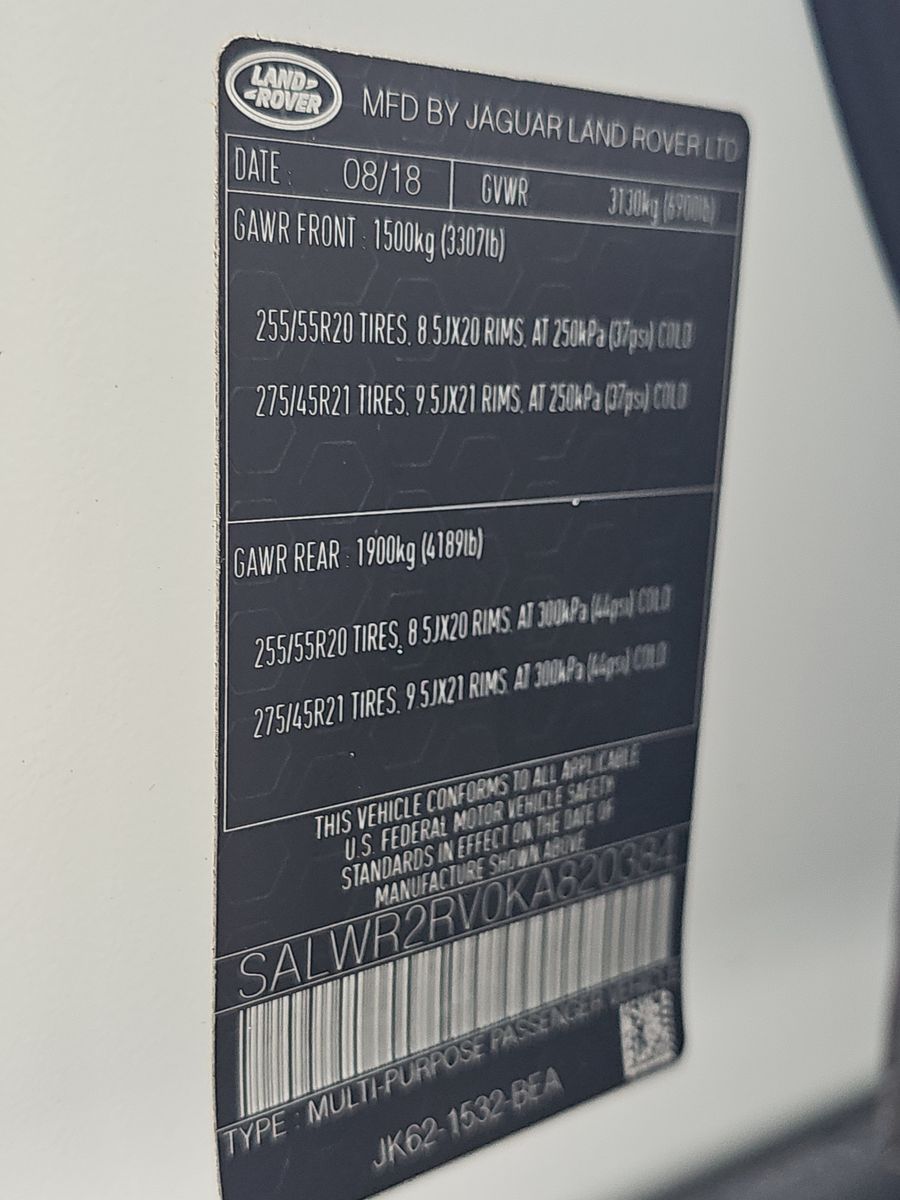 LAND ROVER
MFD BY JAGUAR LAND ROVER LTD
DATE : 08/18 GVWR 3130kg (6900lb)
GAWR FRONT : 1500kg (3307lb)
255/55R20 TIRES, 8.5JX20 RIMS, AT 250kPa (37psi) COLD
275/45R21 TIRES, 9.5JX21 RIMS, AT 250kPa (37psi) COLD
GAWR REAR : 1900kg (4189lb)
255/55R20 TIRES, 8.5JX20 RIMS, AT 300kPa (44psi) COLD
275/45R21 TIRES, 9.5JX21 RIMS, AT 300kPa (44psi) COLD
THIS VEHICLE CONFORMS TO ALL APPLICABLE
U.S. FEDERAL MOTOR VEHICLE SAFETY
STANDARDS IN EFFECT ON THE DATE OF
MANUFACTURE SHOWN ABOVE
SALWR2RV0KA820384
TYPE : MULTI-PURPOSE PASSENGER VEHICLE
JK62-1532-BEA